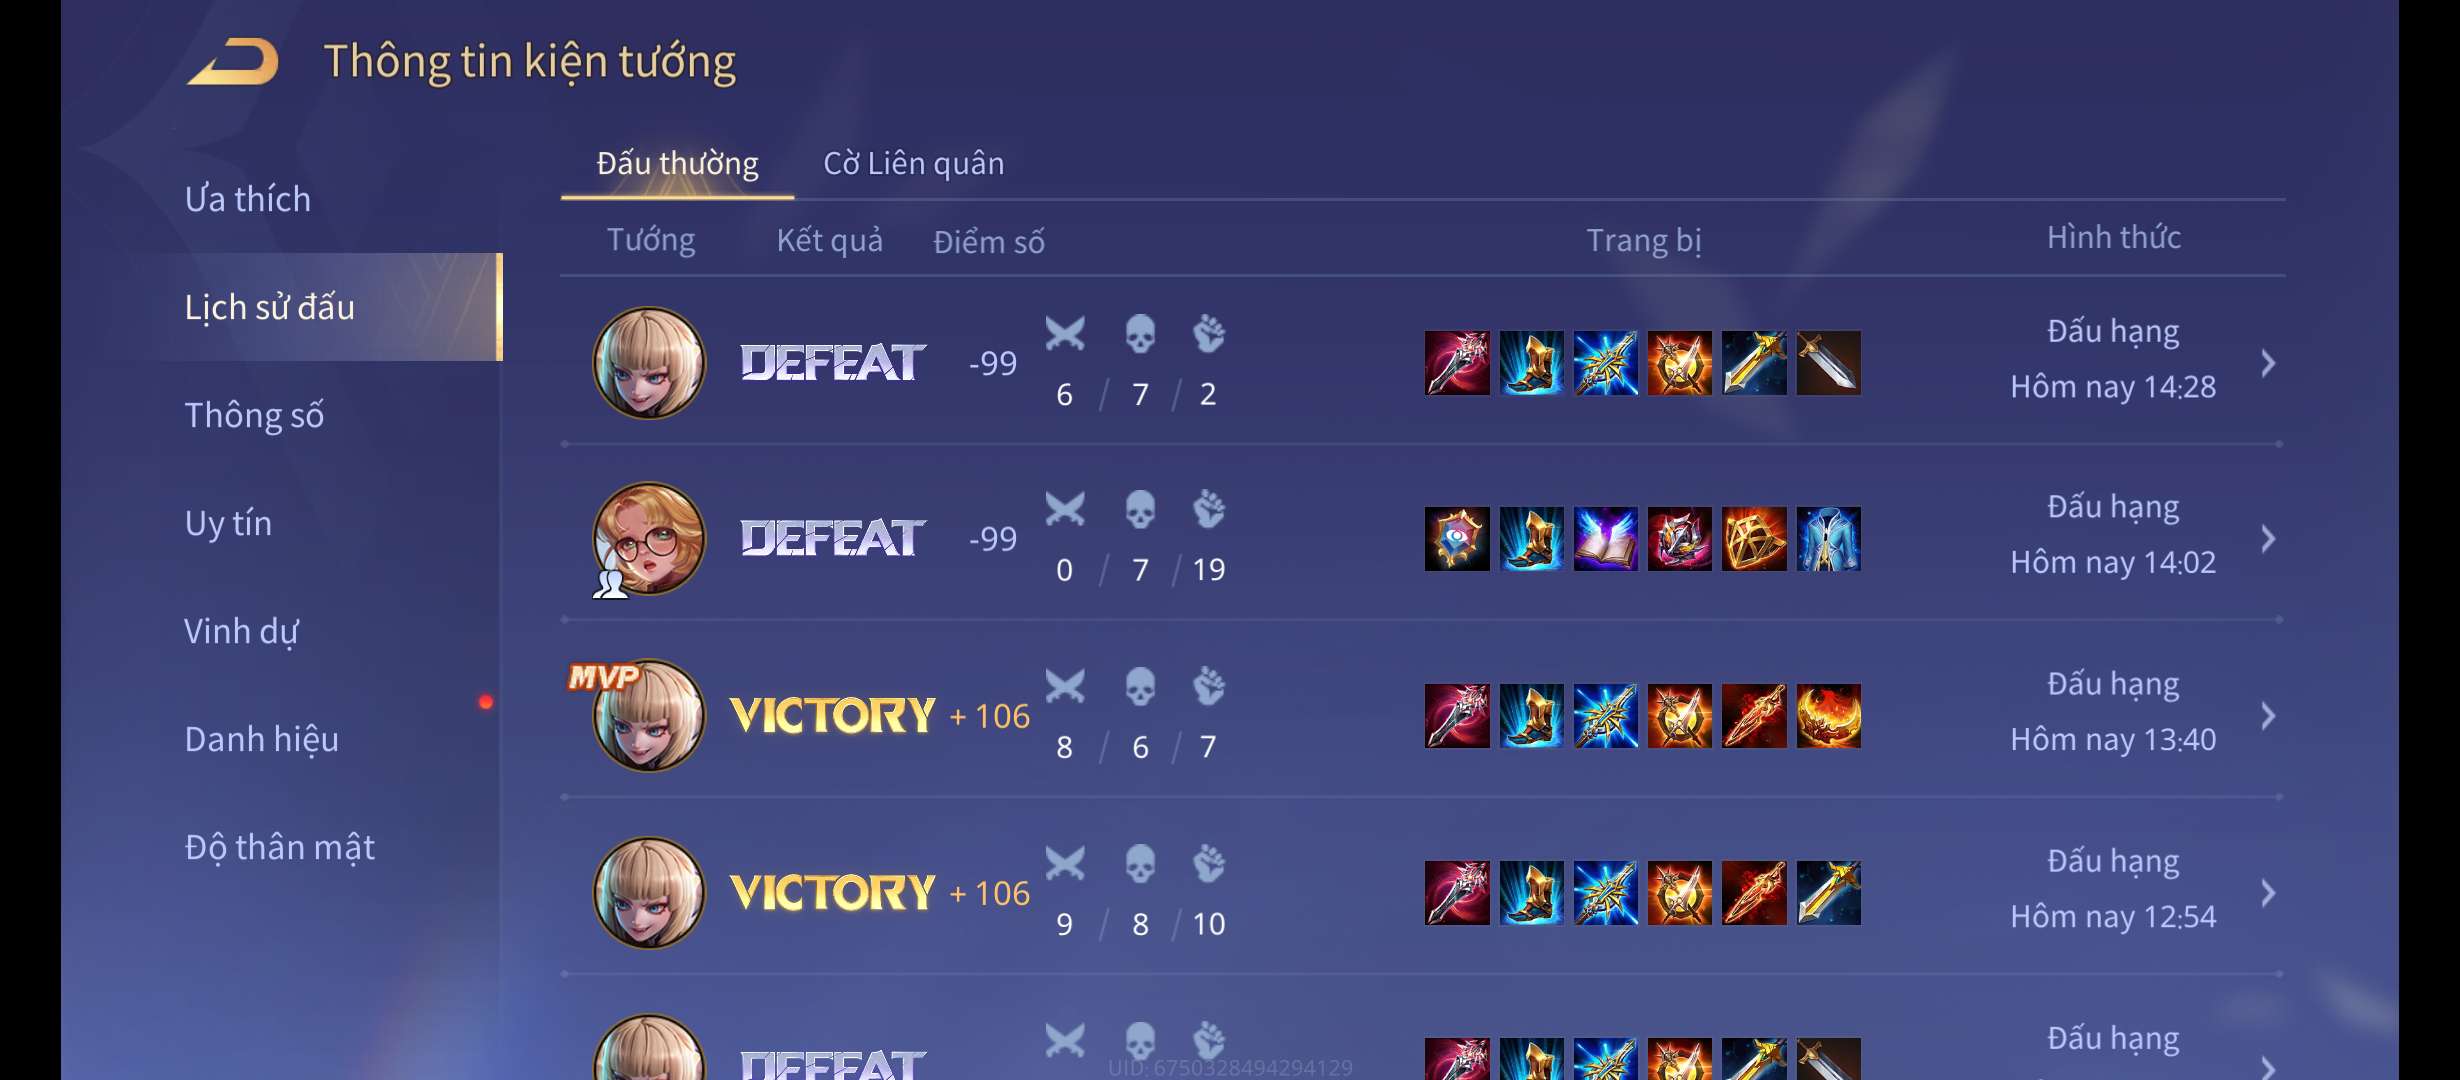 Thông tin kiện tướng
Đấu thường Cờ Liên quân
Ưa thích
Tướng Kết quả Điểm số Trang bị Hình thức
Lịch sử đấu
DEFEAT -99 6 / 7 / 2 Đấu hạng Hôm nay 14:28
Thông số
Uy tín
DEFEAT -99 0 / 7 / 19 Đấu hạng Hôm nay 14:02
Vinh dự
MVP VICTORY + 106 8 / 6 / 7 Đấu hạng Hôm nay 13:40
Danh hiệu
Độ thân mật
VICTORY + 106 9 / 8 / 10 Đấu hạng Hôm nay 12:54
DEFEAT Đấu hạng
UID: 6750328494294129